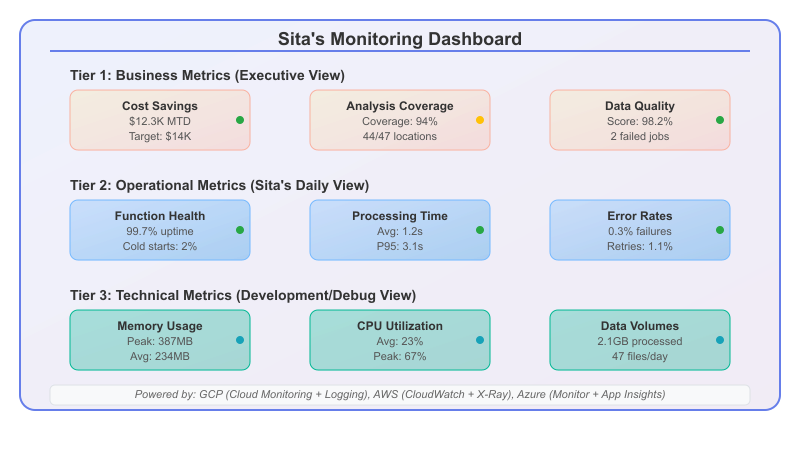 Sita's Monitoring Dashboard
Tier 1: Business Metrics (Executive View)
Cost Savings
$12.3K MTD
Target: $14K
Analysis Coverage
Coverage: 94%
44/47 locations
Data Quality
Score: 98.2%
2 failed jobs
Tier 2: Operational Metrics (Sita's Daily View)
Function Health
99.7% uptime
Cold starts: 2%
Processing Time
Avg: 1.2s
P95: 3.1s
Error Rates
0.3% failures
Retries: 1.1%
Tier 3: Technical Metrics (Development/Debug View)
Memory Usage
Peak: 387MB
Avg: 234MB
CPU Utilization
Avg: 23%
Peak: 67%
Data Volumes
2.1GB processed
47 files/day
Powered by: GCP (Cloud Monitoring + Logging), AWS (CloudWatch + X-Ray), Azure (Monitor + App Insights)